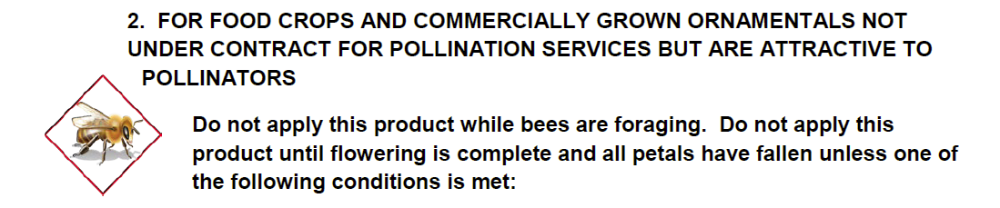 2. FOR FOOD CROPS AND COMMERCIALLY GROWN ORNAMENTALS NOT
UNDER CONTRACT FOR POLLINATION SERVICES BUT ARE ATTRACTIVE TO
POLLINATORS
Do not apply this product while bees are foraging. Do not apply this
product until flowering is complete and all petals have fallen unless one of
the following conditions is met: